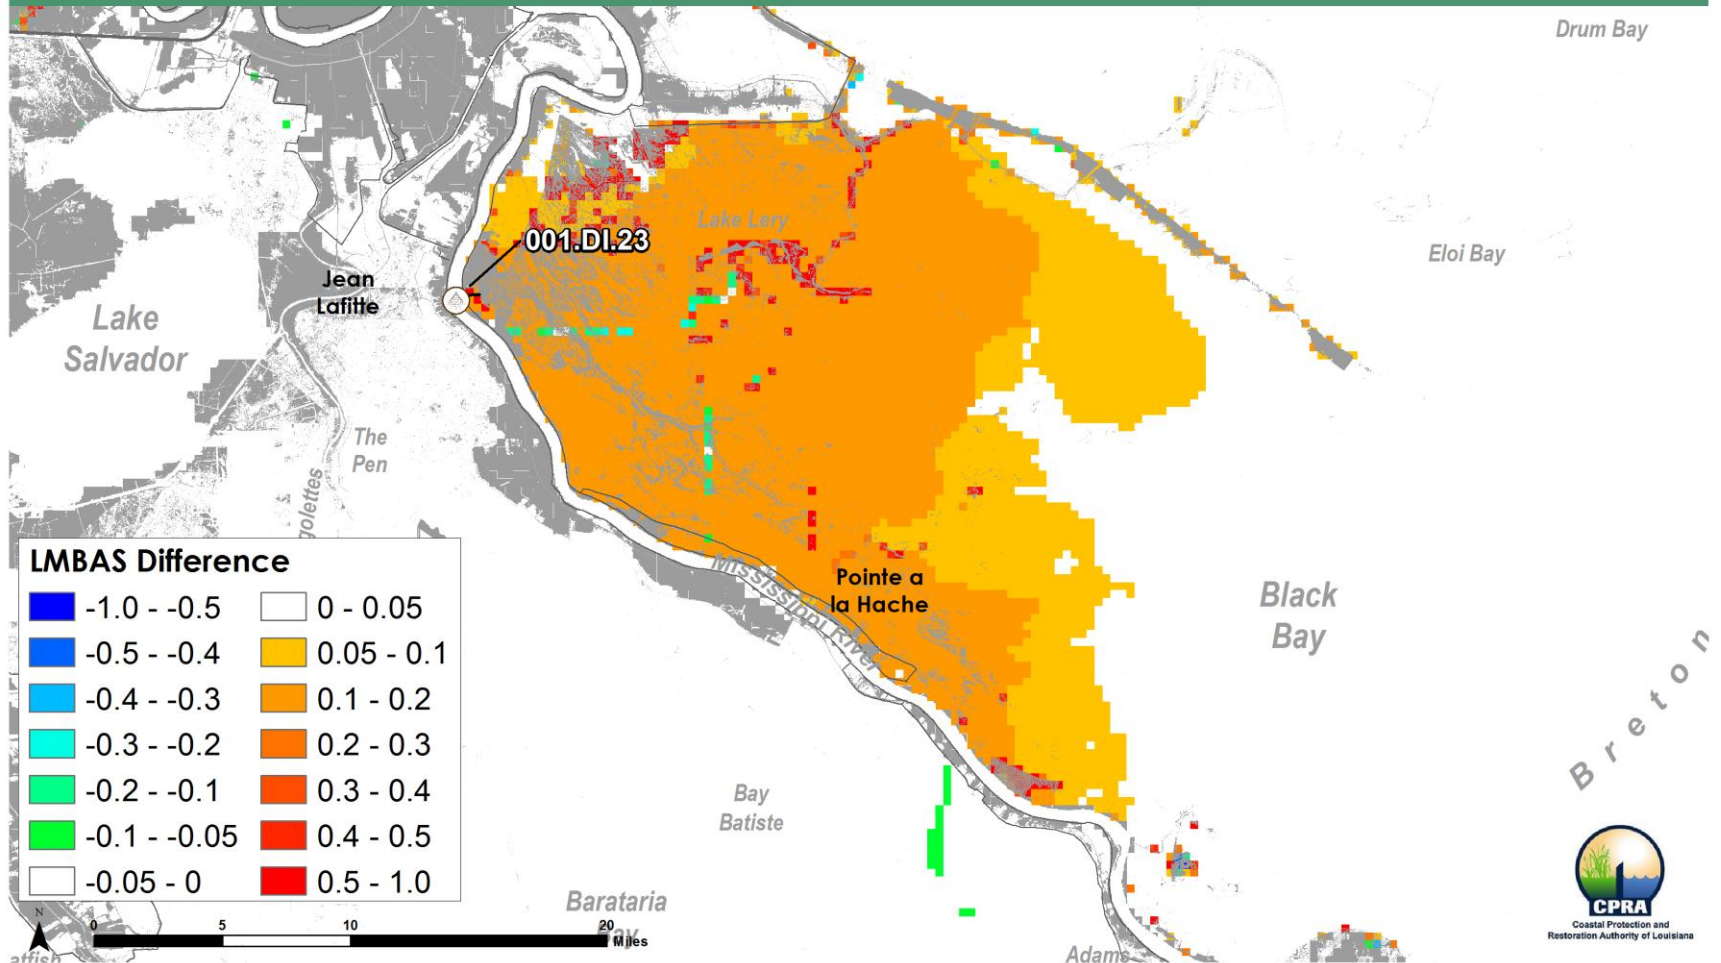 Drum Bay
Lake Lery
001.DI.23
Eloi Bay
Jean
Lafitte
Lake
Salvador
The
Pen
golettes
LMBAS Difference
-1.0 - -0.5
-0.5 - -0.4
-0.4 - -0.3
-0.3 - -0.2
-0.2 - -0.1
-0.1 - -0.05
-0.05 - 0
0 - 0.05
0.05 - 0.1
0.1 - 0.2
0.2 - 0.3
0.3 - 0.4
0.4 - 0.5
0.5 - 1.0
Mississippi River
Pointe a
la Hache
Black
Bay
Breton
Bay
Batiste
Barataria
Bay
N
0 5 10 20
Miles
atfish
Adams
CPRA
Coastal Protection and
Restoration Authority of Louisiana